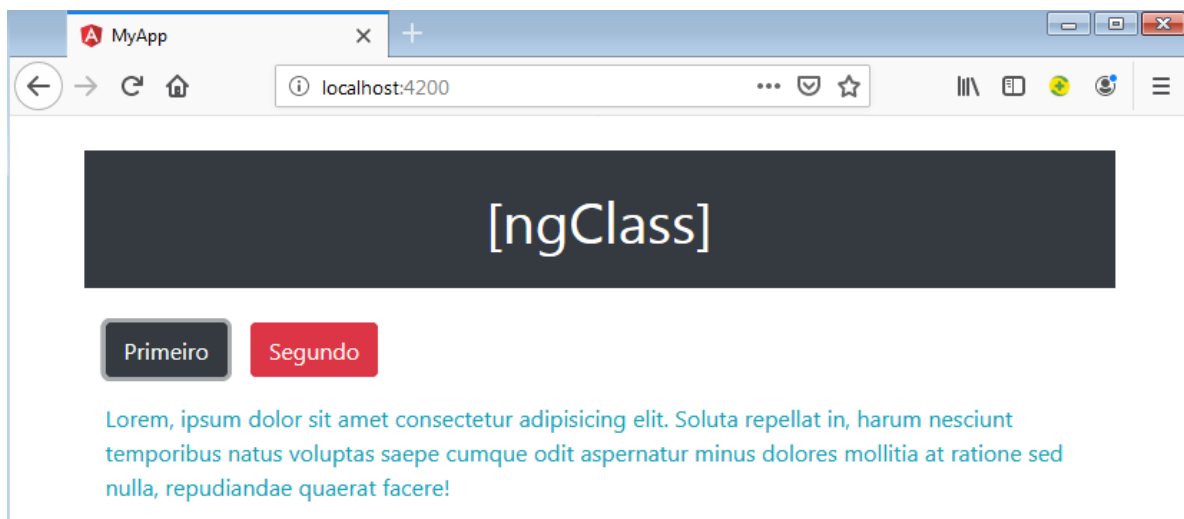 MyApp
localhost:4200
[ngClass]
Primeiro Segundo
Lorem, ipsum dolor sit amet consectetur adipisicing elit. Soluta repellat in, harum nesciunt
temporibus natus voluptas saepe cumque odit aspernatur minus dolores mollitia at ratione sed
nulla, repudiandae quaerat facere!